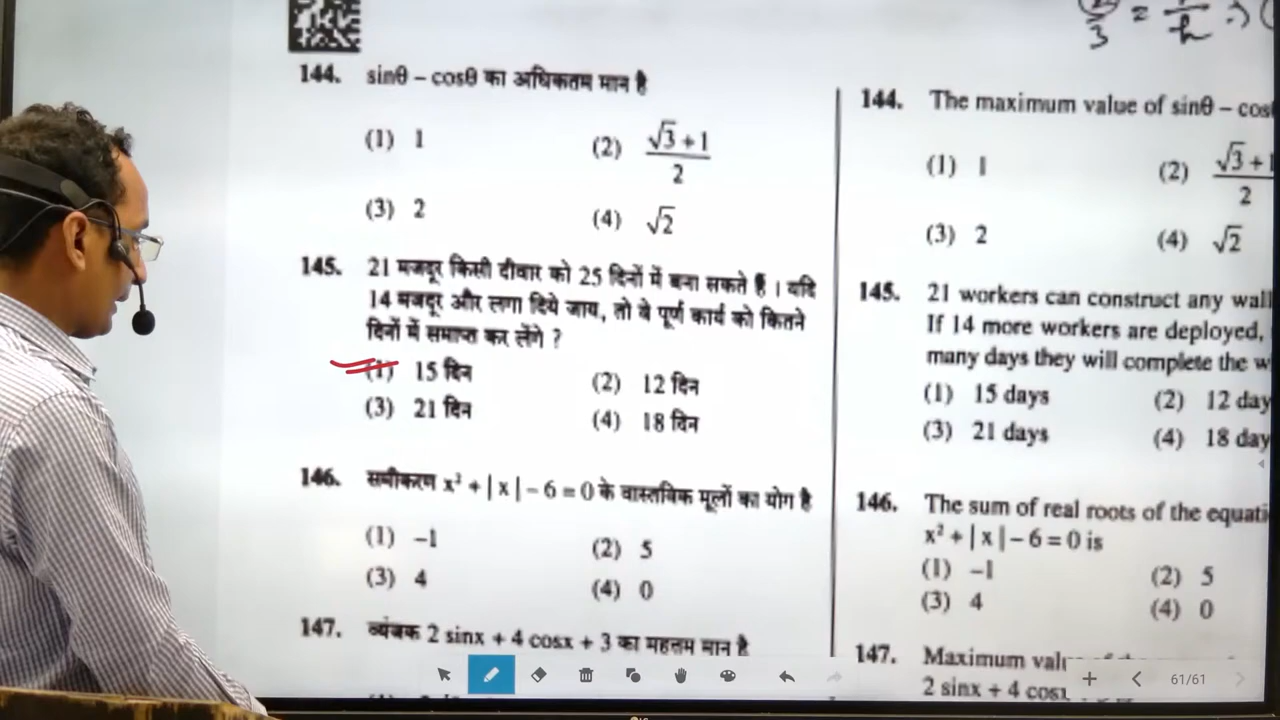 144. sinθ – cosθ का अधिकतम मान है
(1) 1 (2) √3 + 1 / 2
(3) 2 (4) √2
145. 21 मजदूर किसी दीवार को 25 दिनों में बना सकते हैं । यदि
14 मजदूर और लगा दिये जाय, तो वे पूर्ण कार्य को कितने
दिनों में समाप्त कर लेंगे ?
(1) 15 दिन (2) 12 दिन
(3) 21 दिन (4) 18 दिन
146. समीकरण x² + | x | – 6 = 0 के वास्तविक मूलों का योग है
(1) –1 (2) 5
(3) 4 (4) 0
147. व्यंजक 2 sinx + 4 cosx + 3 का महत्तम मान है
144. The maximum value of sinθ – cos
(1) 1 (2) √3 + 1 / 2
(3) 2 (4) √2
145. 21 workers can construct any wall
If 14 more workers are deployed,
many days they will complete the w
(1) 15 days (2) 12 day
(3) 21 days (4) 18 day
146. The sum of real roots of the equati
x² + | x | – 6 = 0 is
(1) –1 (2) 5
(3) 4 (4) 0
147. Maximum
2 sinx + 4 cosx
61/61